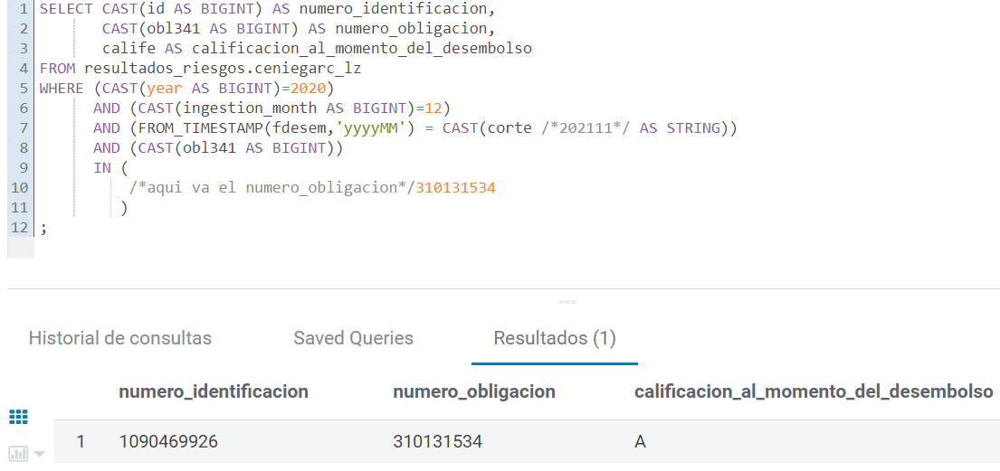 1 SELECT CAST(id AS BIGINT) AS numero_identificacion,
2 CAST(obl341 AS BIGINT) AS numero_obligacion,
3 calife AS calificacion_al_momento_del_desembolso
4 FROM resultados_riesgos.ceniegarc_lz
5 WHERE (CAST(year AS BIGINT)=2020)
6 AND (CAST(ingestion_month AS BIGINT)=12)
7 AND (FROM_TIMESTAMP(fdesem,'yyyyMM') = CAST(corte /*202111*/ AS STRING))
8 AND (CAST(obl341 AS BIGINT))
9 IN (
10 /*aqui va el numero_obligacion*/310131534
11 )
12 ;
Historial de consultas Saved Queries Resultados (1)
numero_identificacion numero_obligacion calificacion_al_momento_del_desembolso
1 1090469926 310131534 A